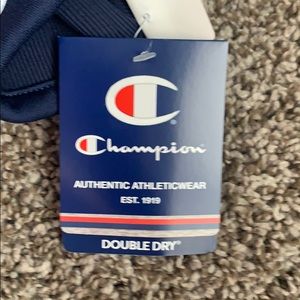 Champion
AUTHENTIC ATHLETICWEAR
EST. 1919
DOUBLE DRY®